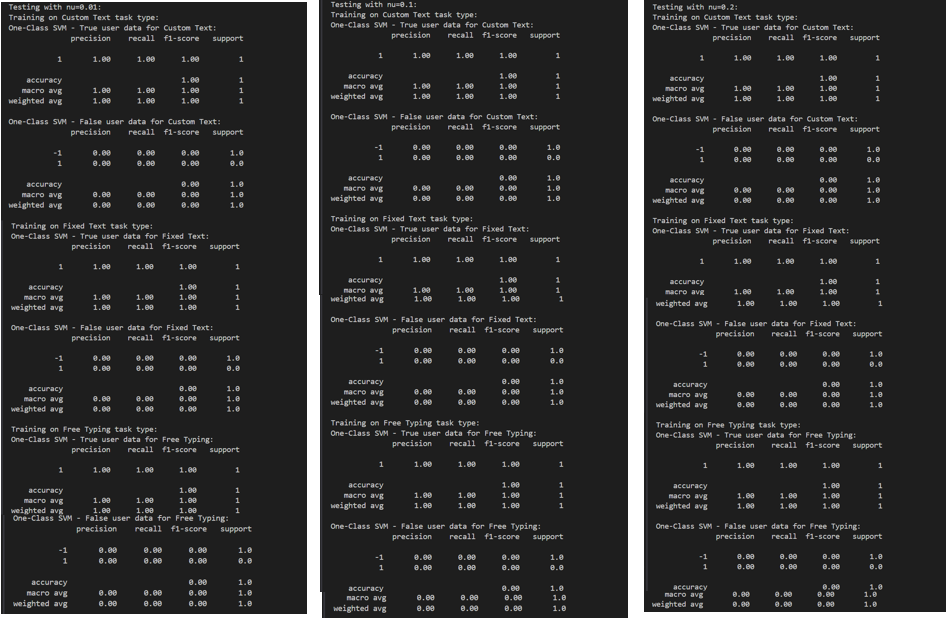 Testing with nu=0.01:
Training on Custom Text task type:
One-Class SVM - True user data for Custom Text:
precision recall f1-score support
1 1.00 1.00 1.00 1
accuracy 1.00 1
macro avg 1.00 1.00 1.00 1
weighted avg 1.00 1.00 1.00 1
One-Class SVM - False user data for Custom Text:
precision recall f1-score support
-1 0.00 0.00 0.00 1.0
1 0.00 0.00 0.00 0.0
accuracy 0.00 1.0
macro avg 0.00 0.00 0.00 1.0
weighted avg 0.00 0.00 0.00 1.0
Training on Fixed Text task type:
One-Class SVM - True user data for Fixed Text:
precision recall f1-score support
1 1.00 1.00 1.00 1
accuracy 1.00 1
macro avg 1.00 1.00 1.00 1
weighted avg 1.00 1.00 1.00 1
One-Class SVM - False user data for Fixed Text:
precision recall f1-score support
-1 0.00 0.00 0.00 1.0
1 0.00 0.00 0.00 0.0
accuracy 0.00 1.0
macro avg 0.00 0.00 0.00 1.0
weighted avg 0.00 0.00 0.00 1.0
Training on Free Typing task type:
One-Class SVM - True user data for Free Typing:
precision recall f1-score support
1 1.00 1.00 1.00 1
accuracy 1.00 1
macro avg 1.00 1.00 1.00 1
weighted avg 1.00 1.00 1.00 1
One-Class SVM - False user data for Free Typing:
precision recall f1-score support
-1 0.00 0.00 0.00 1.0
1 0.00 0.00 0.00 0.0
accuracy 0.00 1.0
macro avg 0.00 0.00 0.00 1.0
weighted avg 0.00 0.00 0.00 1.0
Testing with nu=0.1:
Training on Custom Text task type:
One-Class SVM - True user data for Custom Text:
precision recall f1-score support
1 1.00 1.00 1.00 1
accuracy 1.00 1
macro avg 1.00 1.00 1.00 1
weighted avg 1.00 1.00 1.00 1
One-Class SVM - False user data for Custom Text:
precision recall f1-score support
-1 0.00 0.00 0.00 1.0
1 0.00 0.00 0.00 0.0
accuracy 0.00 1.0
macro avg 0.00 0.00 0.00 1.0
weighted avg 0.00 0.00 0.00 1.0
Training on Fixed Text task type:
One-Class SVM - True user data for Fixed Text:
precision recall f1-score support
1 1.00 1.00 1.00 1
accuracy 1.00 1
macro avg 1.00 1.00 1.00 1
weighted avg 1.00 1.00 1.00 1
One-Class SVM - False user data for Fixed Text:
precision recall f1-score support
-1 0.00 0.00 0.00 1.0
1 0.00 0.00 0.00 0.0
accuracy 0.00 1.0
macro avg 0.00 0.00 0.00 1.0
weighted avg 0.00 0.00 0.00 1.0
Training on Free Typing task type:
One-Class SVM - True user data for Free Typing:
precision recall f1-score support
1 1.00 1.00 1.00 1
accuracy 1.00 1
macro avg 1.00 1.00 1.00 1
weighted avg 1.00 1.00 1.00 1
One-Class SVM - False user data for Free Typing:
precision recall f1-score support
-1 0.00 0.00 0.00 1.0
1 0.00 0.00 0.00 0.0
accuracy 0.00 1.0
macro avg 0.00 0.00 0.00 1.0
weighted avg 0.00 0.00 0.00 1.0
Testing with nu=0.2:
Training on Custom Text task type:
One-Class SVM - True user data for Custom Text:
precision recall f1-score support
1 1.00 1.00 1.00 1
accuracy 1.00 1
macro avg 1.00 1.00 1.00 1
weighted avg 1.00 1.00 1.00 1
One-Class SVM - False user data for Custom Text:
precision recall f1-score support
-1 0.00 0.00 0.00 1.0
1 0.00 0.00 0.00 0.0
accuracy 0.00 1.0
macro avg 0.00 0.00 0.00 1.0
weighted avg 0.00 0.00 0.00 1.0
Training on Fixed Text task type:
One-Class SVM - True user data for Fixed Text:
precision recall f1-score support
1 1.00 1.00 1.00 1
accuracy 1.00 1
macro avg 1.00 1.00 1.00 1
weighted avg 1.00 1.00 1.00 1
One-Class SVM - False user data for Fixed Text:
precision recall f1-score support
-1 0.00 0.00 0.00 1.0
1 0.00 0.00 0.00 0.0
accuracy 0.00 1.0
macro avg 0.00 0.00 0.00 1.0
weighted avg 0.00 0.00 0.00 1.0
Training on Free Typing task type:
One-Class SVM - True user data for Free Typing:
precision recall f1-score support
1 1.00 1.00 1.00 1
accuracy 1.00 1
macro avg 1.00 1.00 1.00 1
weighted avg 1.00 1.00 1.00 1
One-Class SVM - False user data for Free Typing:
precision recall f1-score support
-1 0.00 0.00 0.00 1.0
1 0.00 0.00 0.00 0.0
accuracy 0.00 1.0
macro avg 0.00 0.00 0.00 1.0
weighted avg 0.00 0.00 0.00 1.0